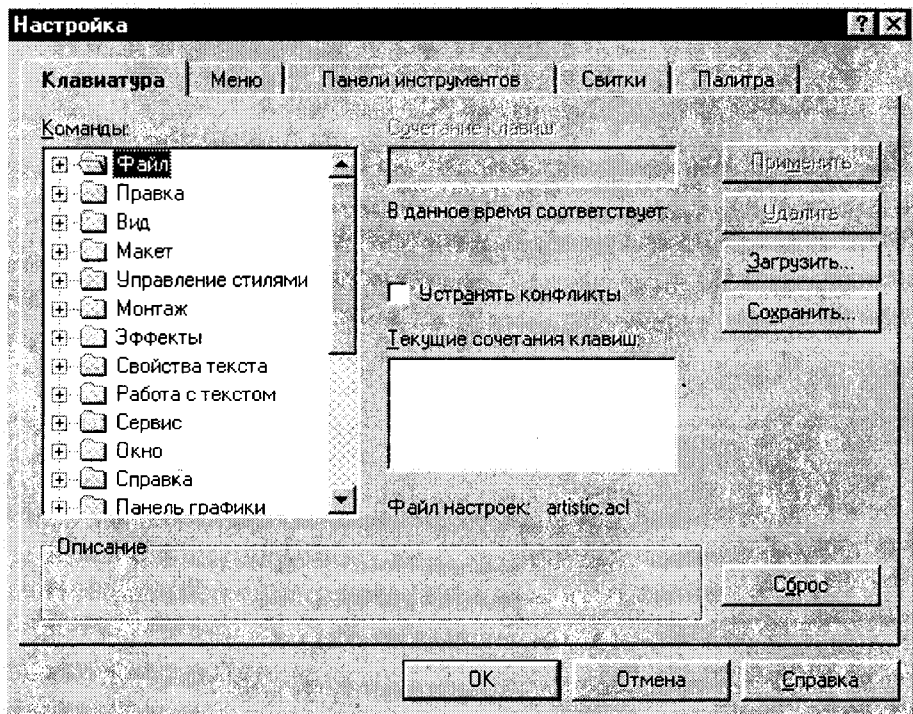 Настройка
Клавиатура Меню Панели инструментов Свитки Палитра
Команды:
Файл
Правка
Вид
Макет
Управление стилями
Монтаж
Эффекты
Свойства текста
Работа с текстом
Сервис
Окно
Справка
Панель графики
Сочетание клавиш:
В данное время соответствует:
Устранять конфликты
Текущие сочетания клавиш:
Файл настроек: artistic.acl
Применить
Удалить
Загрузить...
Сохранить...
Описание
Сброс
OK Отмена Справка